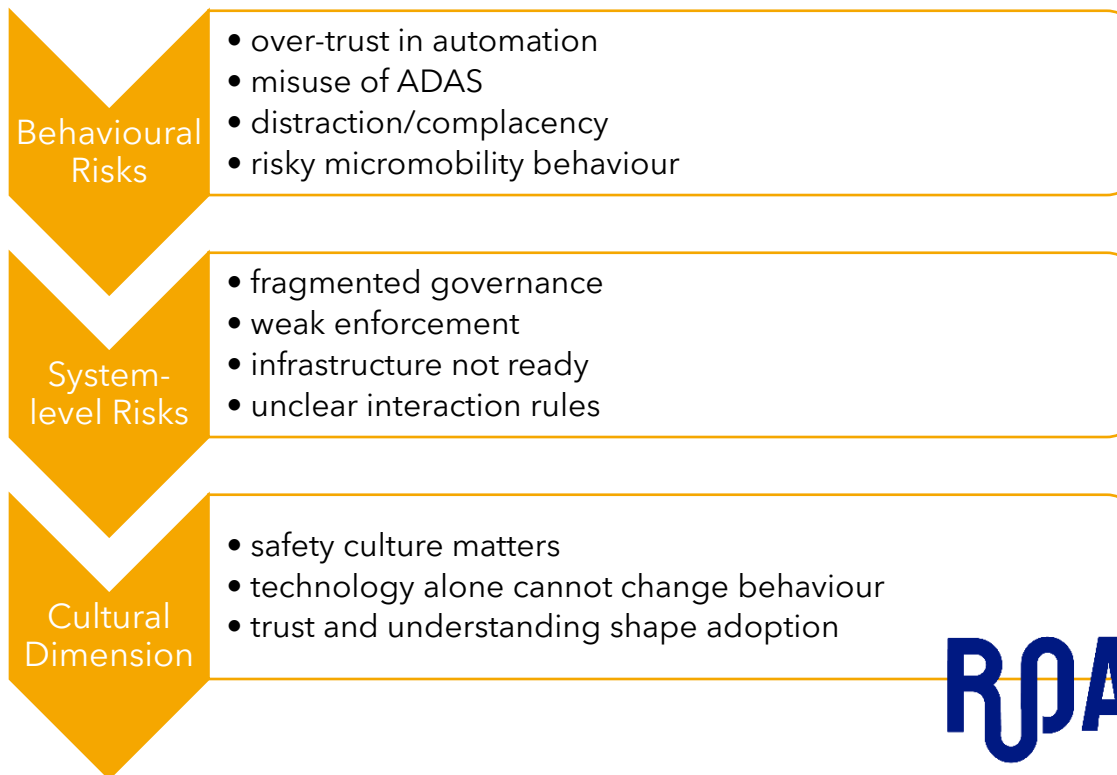 Behavioural
Risks
• over-trust in automation
• misuse of ADAS
• distraction/complacency
• risky micromobility behaviour
System-
level Risks
• fragmented governance
• weak enforcement
• infrastructure not ready
• unclear interaction rules
Cultural
Dimension
• safety culture matters
• technology alone cannot change behaviour
• trust and understanding shape adoption
ROA